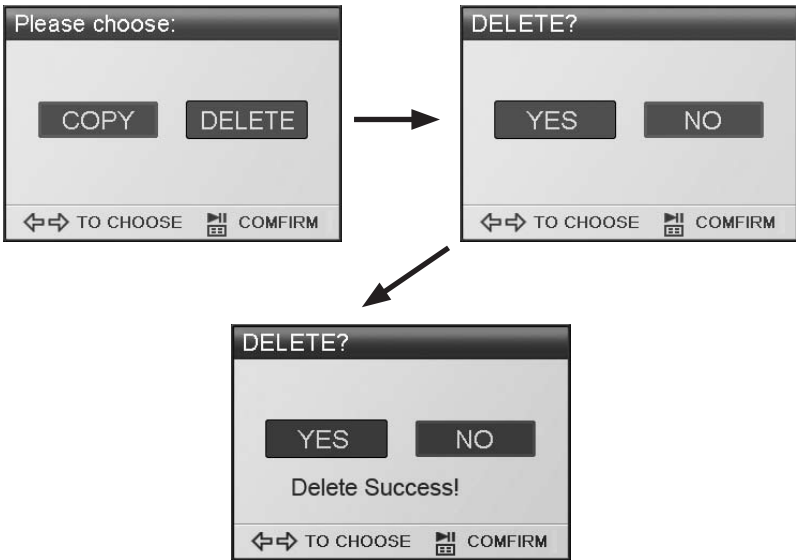 Please choose:
COPY DELETE
TO CHOOSE COMFIRM
DELETE?
YES NO
TO CHOOSE COMFIRM
DELETE?
YES NO
Delete Success!
TO CHOOSE COMFIRM